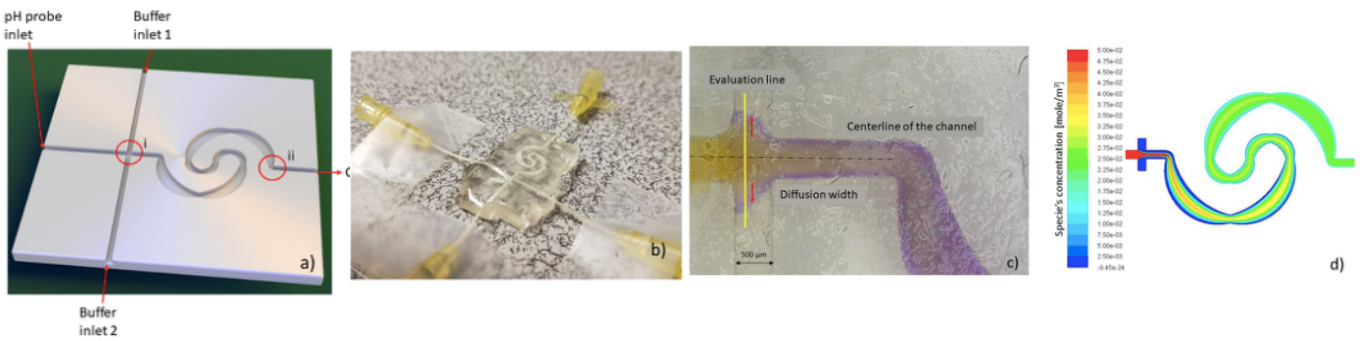 pH probe
inlet
Buffer
inlet 1
i
ii
a)
Buffer
inlet 2
b)
Evaluation line
Centerline of the channel
Diffusion width
500 µm
c)
Specie's concentration [mole/m³]
5.00e-02
4.75e-02
4.50e-02
4.25e-02
4.00e-02
3.75e-02
3.50e-02
3.25e-02
3.00e-02
2.75e-02
2.50e-02
2.25e-02
2.00e-02
1.75e-02
1.50e-02
1.25e-02
1.00e-02
7.50e-03
5.00e-03
2.50e-03
d)